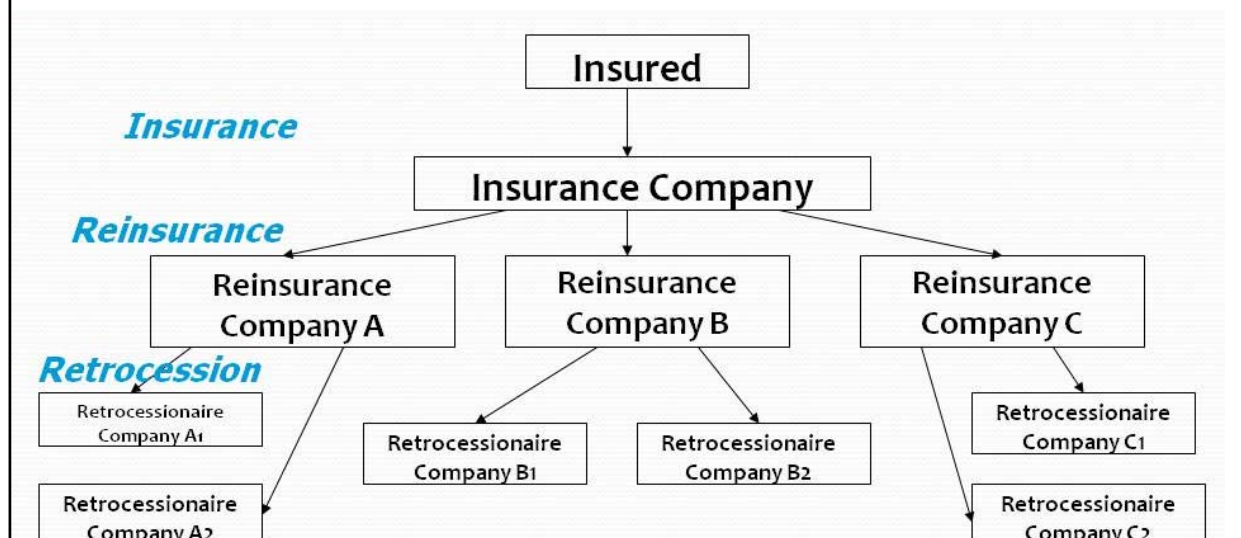 Insured
Insurance
Insurance Company
Reinsurance
Reinsurance
Company A
Reinsurance
Company B
Reinsurance
Company C
Retrocession
Retrocessionaire
Company A1
Retrocessionaire
Company B1
Retrocessionaire
Company B2
Retrocessionaire
Company C1
Retrocessionaire
Company A2
Retrocessionaire
Company C2